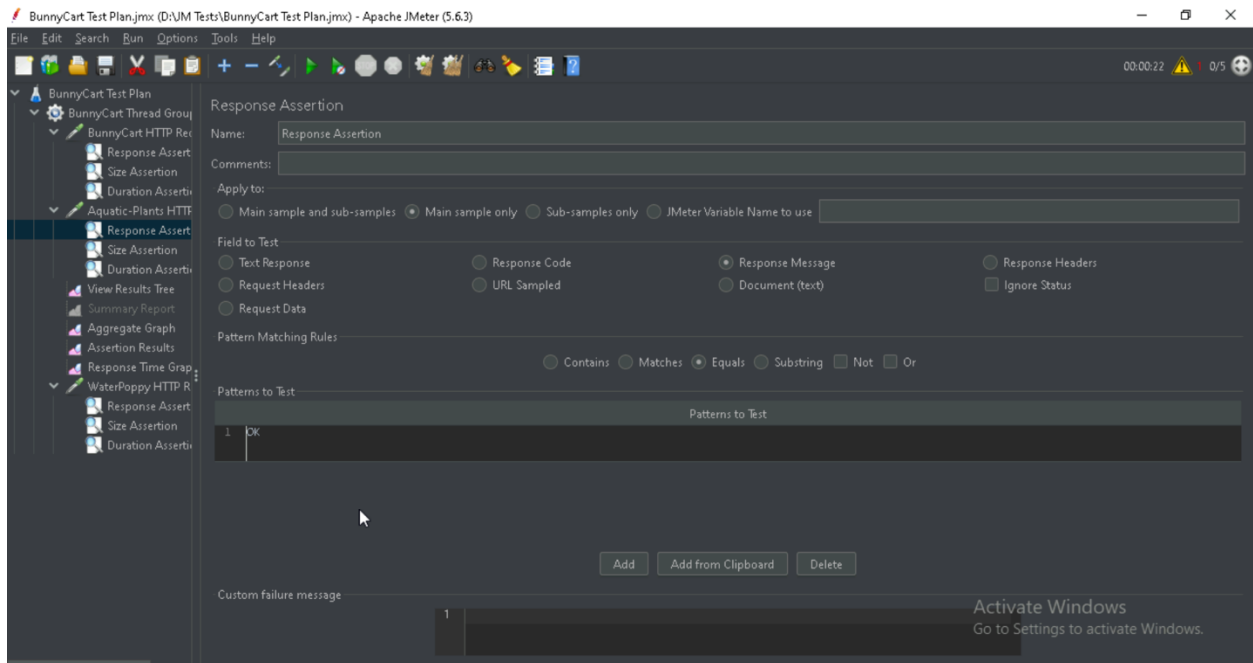 BunnyCart Test Plan.jmx (D:\JM Tests\BunnyCart Test Plan.jmx) - Apache JMeter (5.6.3)
File Edit Search Run Options Tools Help
00:00:22 1 0/5
BunnyCart Test Plan
BunnyCart Thread Grou
BunnyCart HTTP Re
Response Assert
Size Assertion
Duration Asserti
Aquatic-Plants HTTP
Response Assert
Size Assertion
Duration Asserti
View Results Tree
Summary Report
Aggregate Graph
Assertion Results
Response Time Grap
WaterPoppy HTTP R
Response Assert
Size Assertion
Duration Asserti
Response Assertion
Name: Response Assertion
Comments:
Apply to:
Main sample and sub-samples Main sample only Sub-samples only JMeter Variable Name to use
Field to Test
Text Response Response Code Response Message Response Headers
Request Headers URL Sampled Document (text) Ignore Status
Request Data
Pattern Matching Rules
Contains Matches Equals Substring Not Or
Patterns to Test
Patterns to Test
1 OK
Add Add from Clipboard Delete
Custom failure message
1
Activate Windows
Go to Settings to activate Windows.